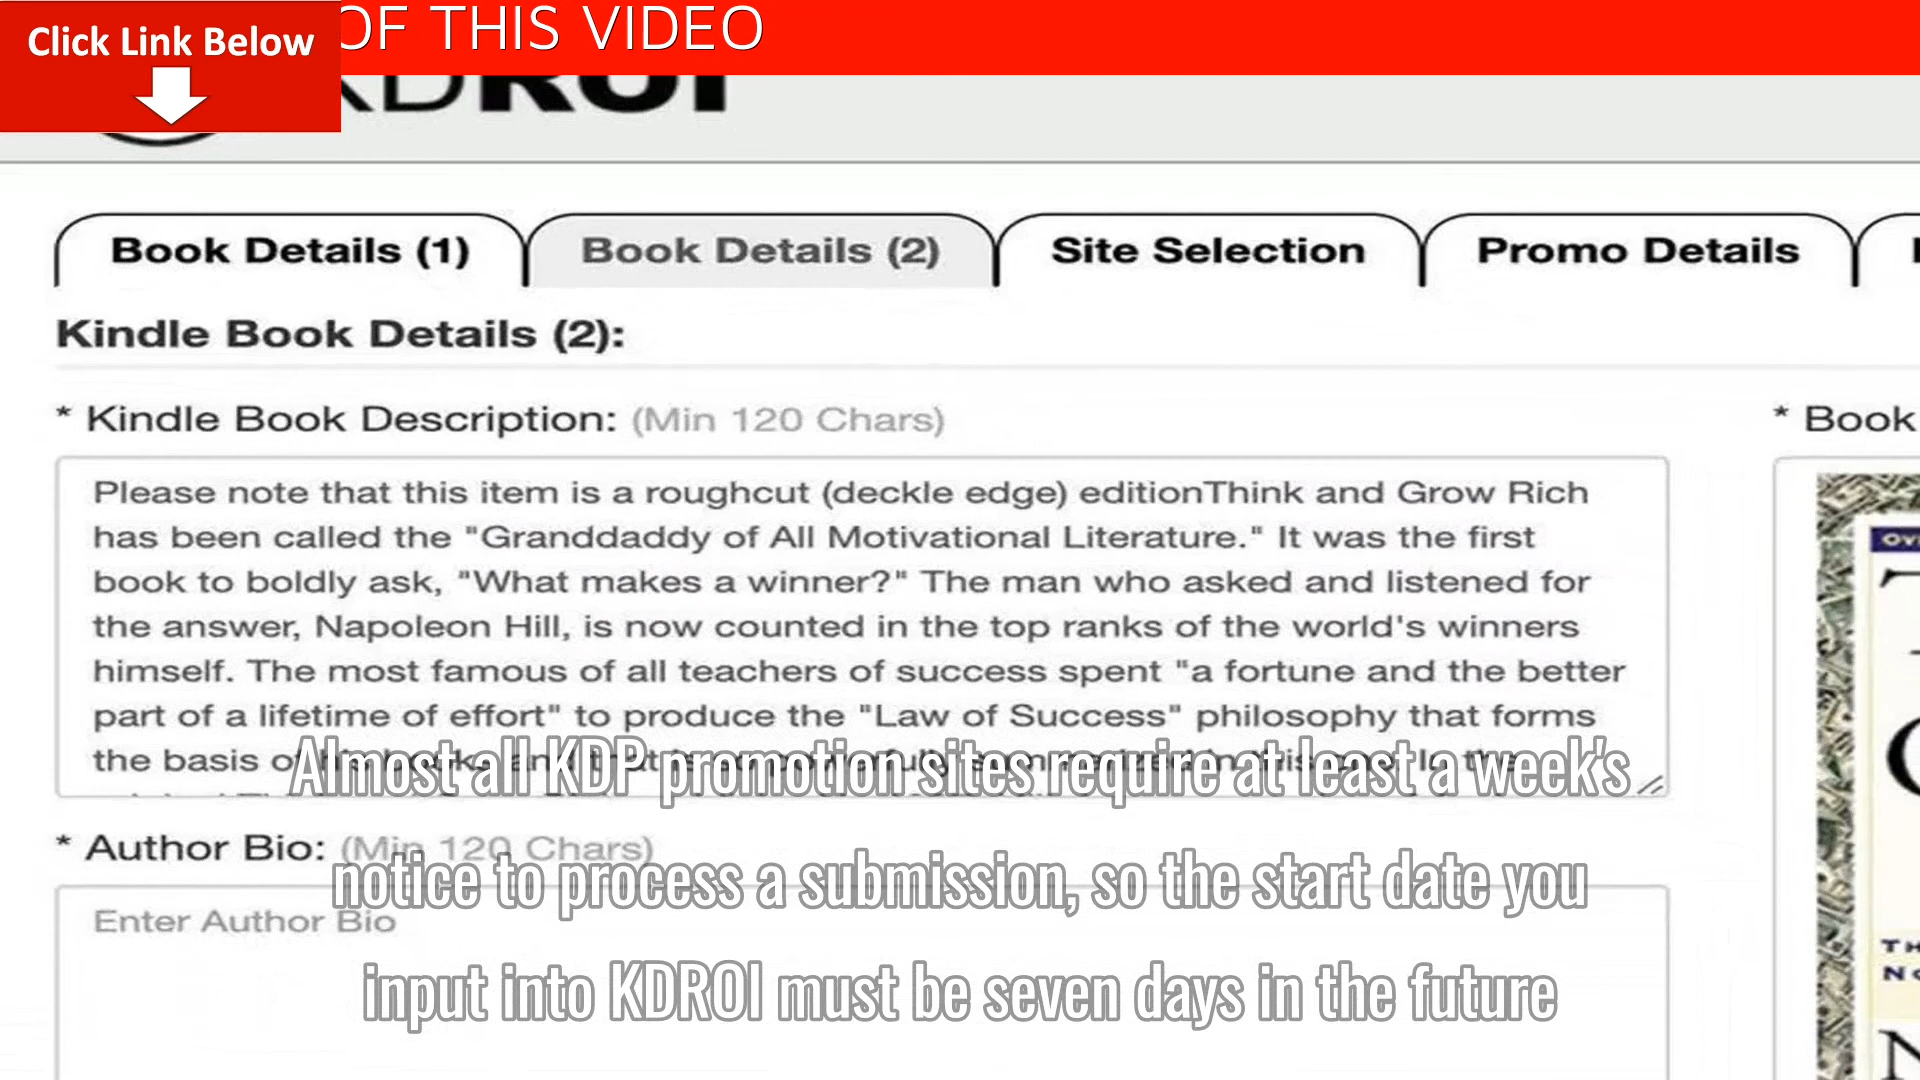 OF THIS VIDEO
Click Link Below
KDROI
Book Details (1)
Book Details (2)
Site Selection
Promo Details
Kindle Book Details (2):
* Kindle Book Description: (Min 120 Chars)
* Book
Please note that this item is a roughcut (deckle edge) editionThink and Grow Rich
has been called the "Granddaddy of All Motivational Literature." It was the first
book to boldly ask, "What makes a winner?" The man who asked and listened for
the answer, Napoleon Hill, is now counted in the top ranks of the world's winners
himself. The most famous of all teachers of success spent "a fortune and the better
part of a lifetime of effort" to produce the "Law of Success" philosophy that forms
the basis of
Almost all KDP promotion sites require at least a week's
notice to process a submission, so the start date you
input into KDROI must be seven days in the future
* Author Bio: (Min 120 Chars)
Enter Author Bio